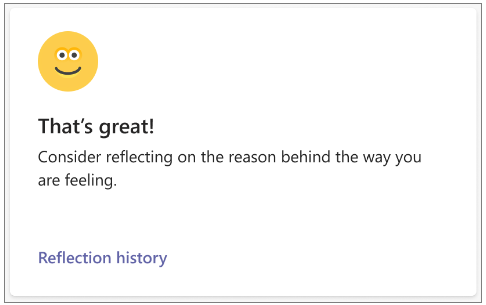 That’s great!
Consider reflecting on the reason behind the way you
are feeling.
Reflection history